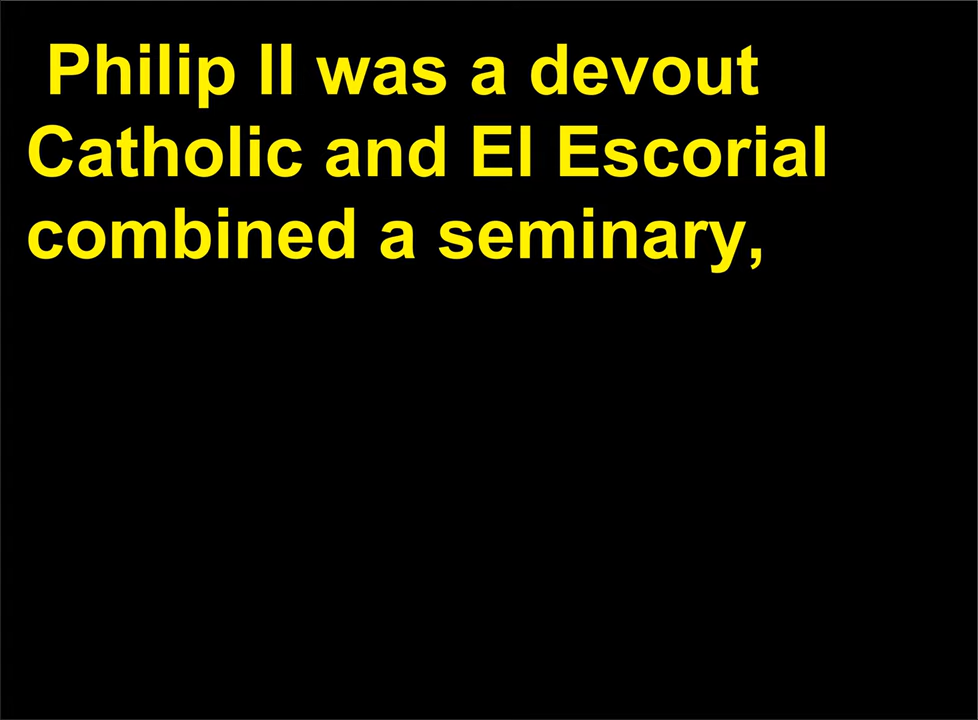 Philip II was a devout
Catholic and El Escorial
combined a seminary,